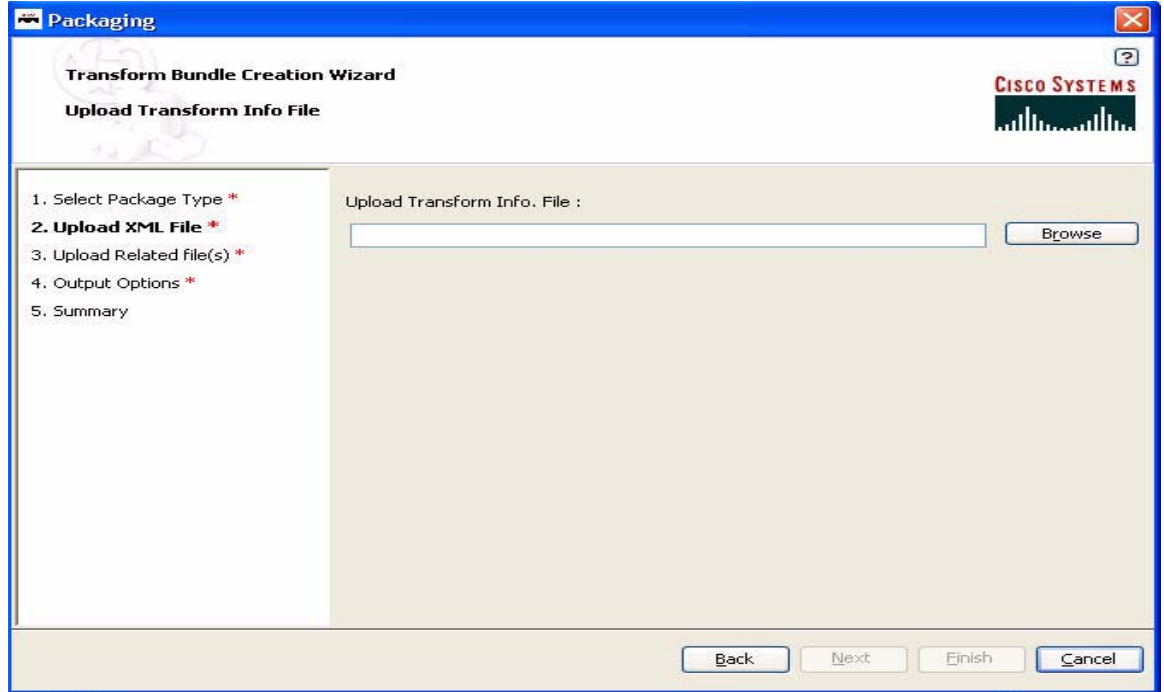 Packaging
?
Transform Bundle Creation Wizard
Upload Transform Info File
CISCO SYSTEMS
1. Select Package Type *
2. Upload XML File *
3. Upload Related file(s) *
4. Output Options *
5. Summary
Upload Transform Info. File :
Browse
Back
Next
Finish
Cancel